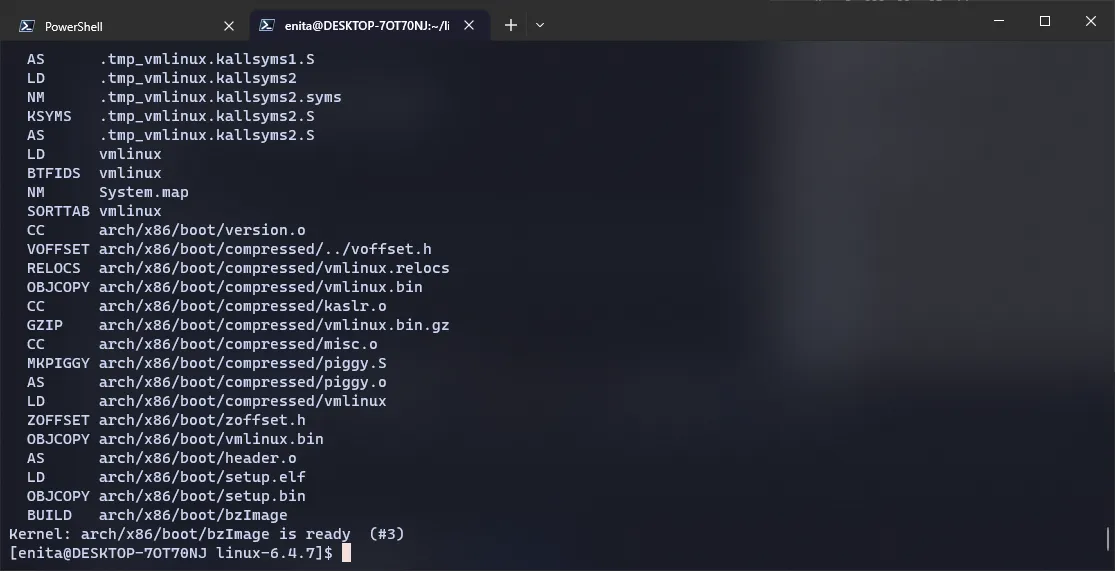 PowerShell
enita@DESKTOP-7OT70NJ:~/li
AS .tmp_vmlinux.kallsyms1.S
LD .tmp_vmlinux.kallsyms2
NM .tmp_vmlinux.kallsyms2.syms
KSYMS .tmp_vmlinux.kallsyms2.S
AS .tmp_vmlinux.kallsyms2.S
LD vmlinux
BTFIDS vmlinux
NM System.map
SORTTAB vmlinux
CC arch/x86/boot/version.o
VOFFSET arch/x86/boot/compressed/../voffset.h
RELOCS arch/x86/boot/compressed/vmlinux.relocs
OBJCOPY arch/x86/boot/compressed/vmlinux.bin
CC arch/x86/boot/compressed/kaslr.o
GZIP arch/x86/boot/compressed/vmlinux.bin.gz
CC arch/x86/boot/compressed/misc.o
MKPIGGY arch/x86/boot/compressed/piggy.S
AS arch/x86/boot/compressed/piggy.o
LD arch/x86/boot/compressed/vmlinux
ZOFFSET arch/x86/boot/zoffset.h
OBJCOPY arch/x86/boot/vmlinux.bin
AS arch/x86/boot/header.o
LD arch/x86/boot/setup.elf
OBJCOPY arch/x86/boot/setup.bin
BUILD arch/x86/boot/bzImage
Kernel: arch/x86/boot/bzImage is ready (#3)
[enita@DESKTOP-7OT70NJ linux-6.4.7]$